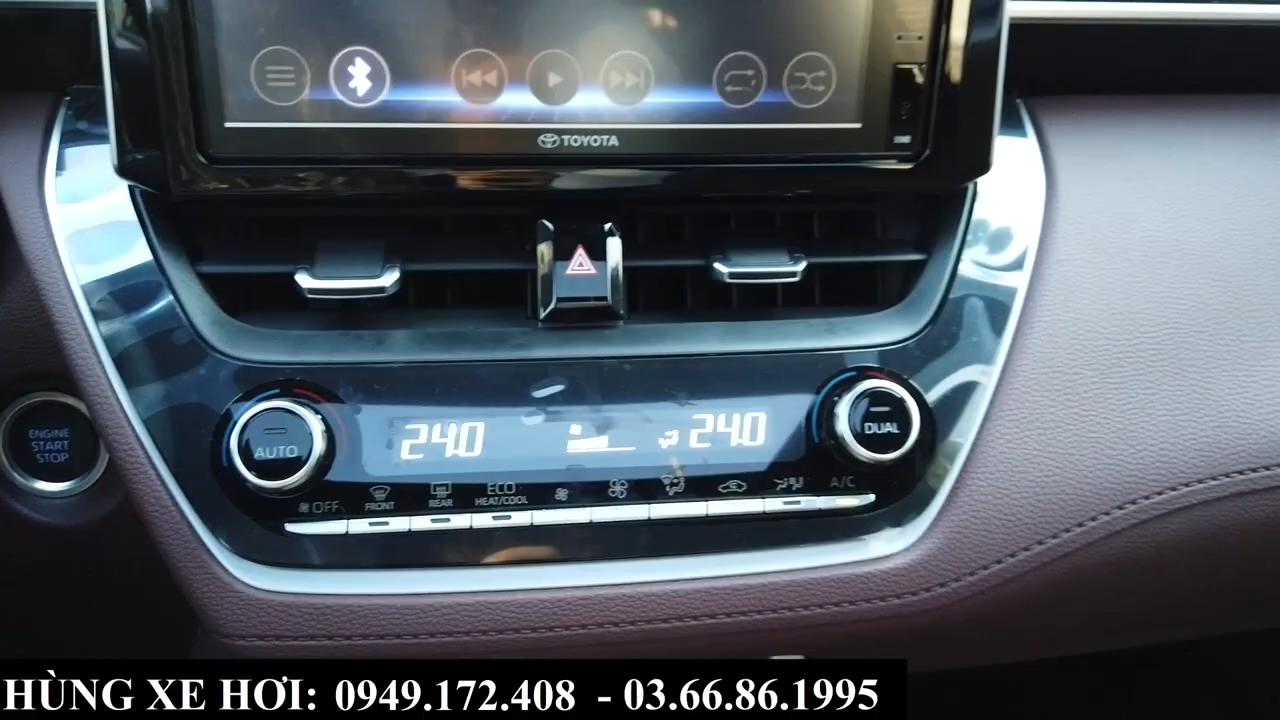 TOYOTA
ENGINE
START
STOP
AUTO
24.0
24.0
DUAL
OFF
FRONT
REAR
ECO
HEAT/COOL
A/C
HÙNG XE HƠI: 0949.172.408 - 03.66.86.1995